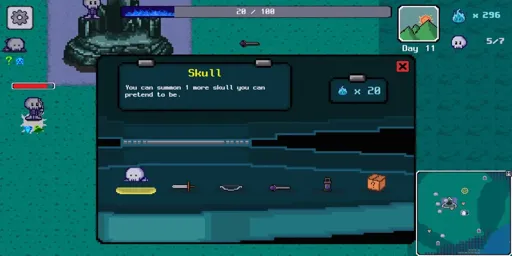 20 / 100
x 296
Day 11
5/7
?
Skull
You can summon 1 more skull you can
pretend to be.
x 20
?